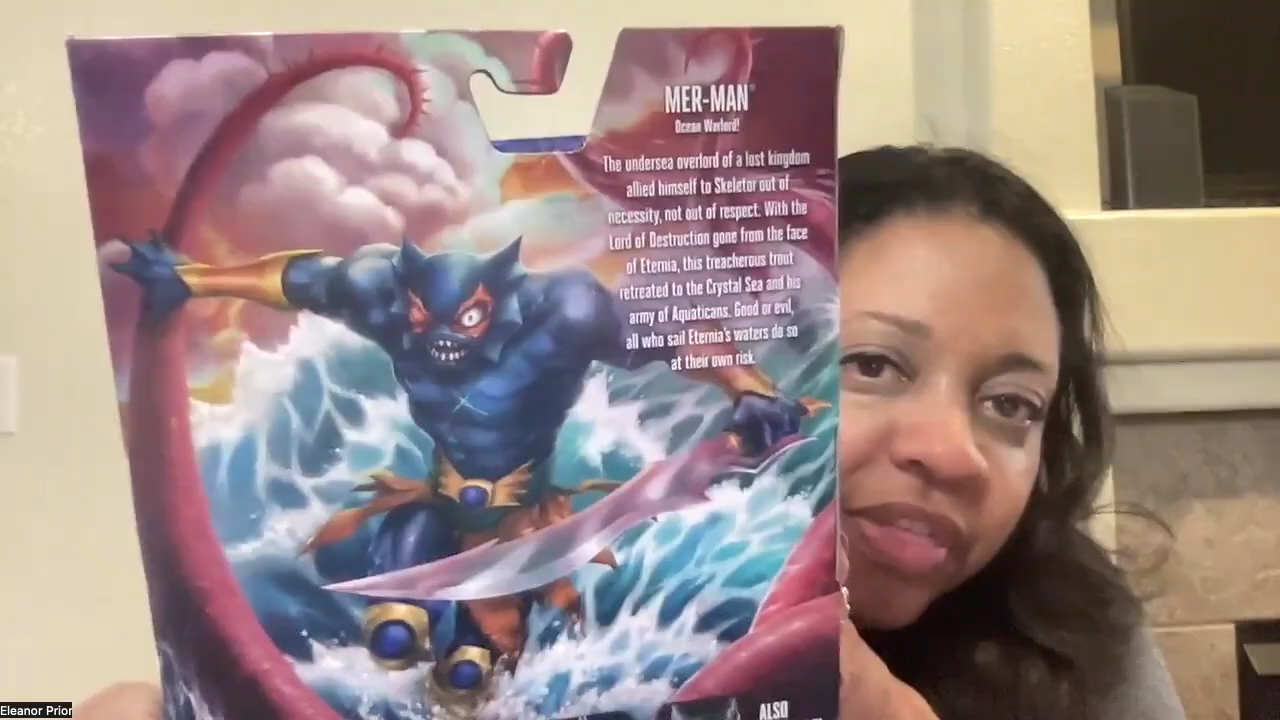 MER-MAN
Ocean Warlord!
The undersea overlord of a lost kingdom
allied himself to Skeletor out of
necessity, not out of respect. With the
Lord of Destruction gone from the face
of Eternia, this treacherous trout
retreated to the Crystal Sea and his
army of Aquaticans. Good or evil,
all who sail Eternia's waters do so
at their own risk.
ALSO
Eleanor Prior